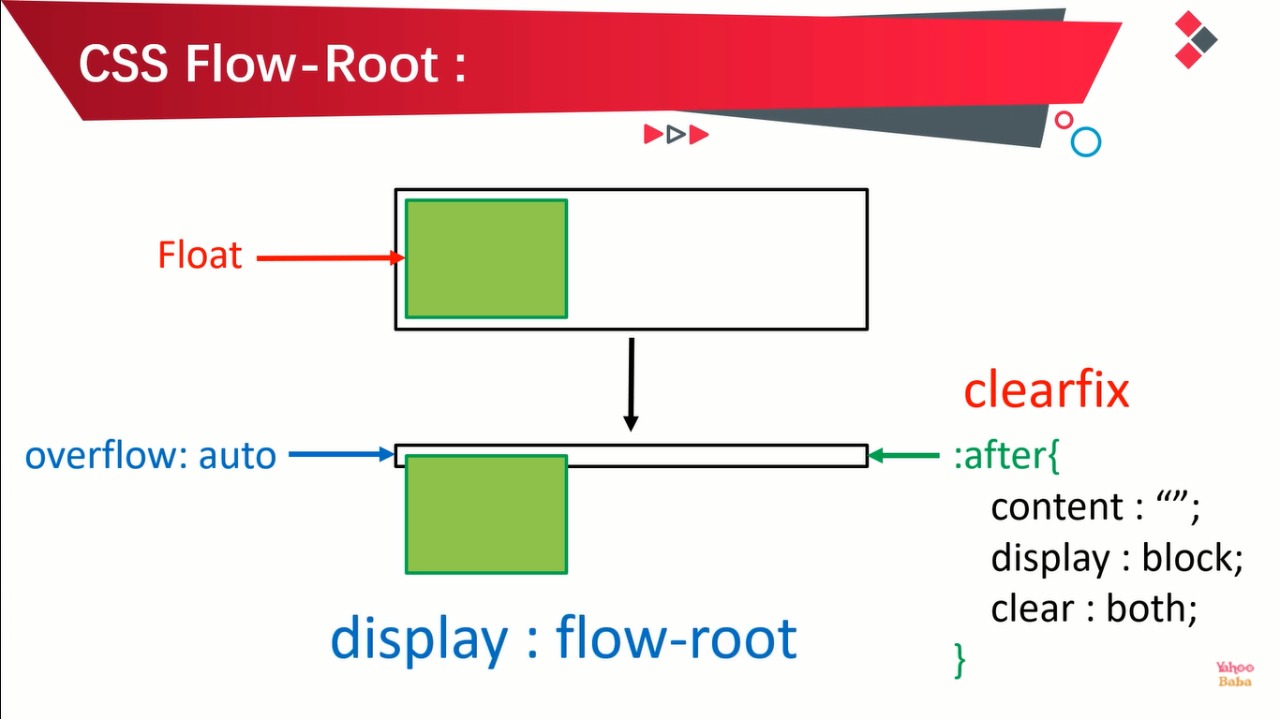 CSS Flow-Root :
Float
clearfix
overflow: auto
:after{
content : “”;
display : block;
clear : both;
}
display : flow-root
Yahoo
Baba